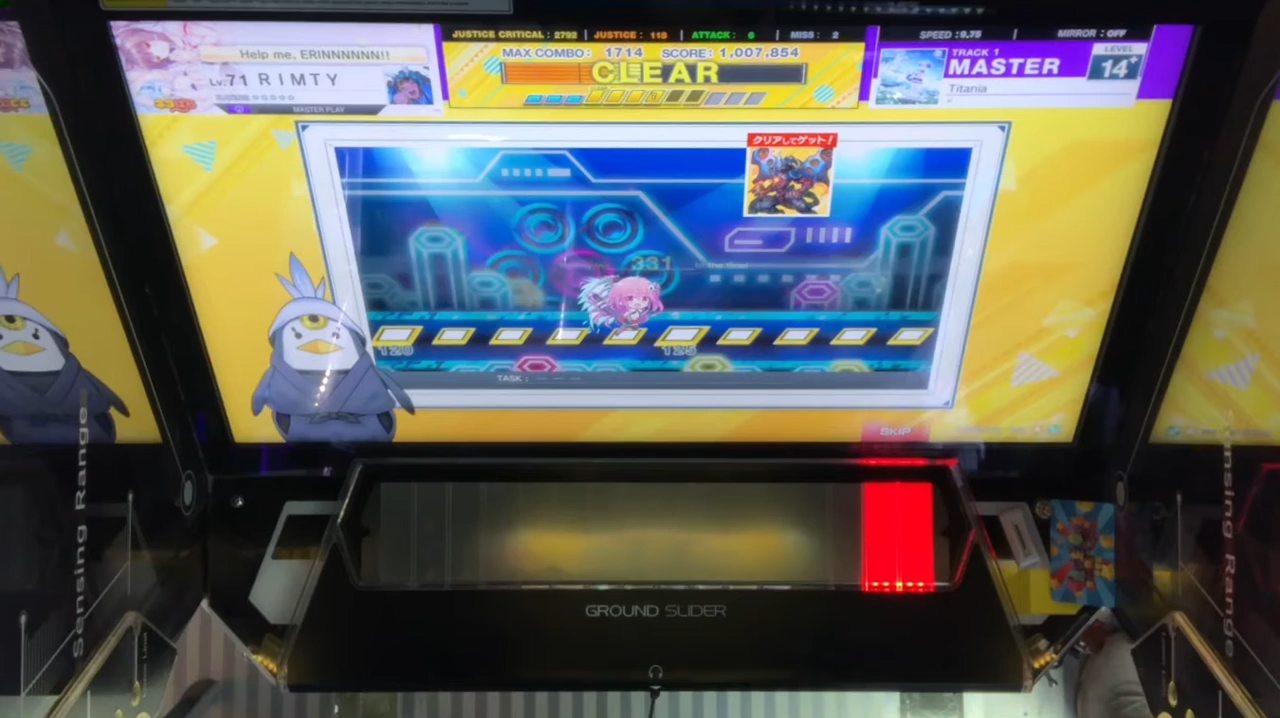 JUSTICE CRITICAL : 2792 | JUSTICE : 118 | ATTACK : 6 | MISS : 2
SPEED : 9.75 | MIRROR : OFF
Help me, ERINNNNNN!!
Lv.71 RIMTY
MASTER PLAY
MAX COMBO : 1714 SCORE : 1,007,854
CLEAR
TRACK 1
MASTER
LEVEL
14+
Titania
クリアしてゲット!
331
120
125
TASK : --- --- ---
SKIP
Sensing Range
Sensing Range
GROUND SLIDER